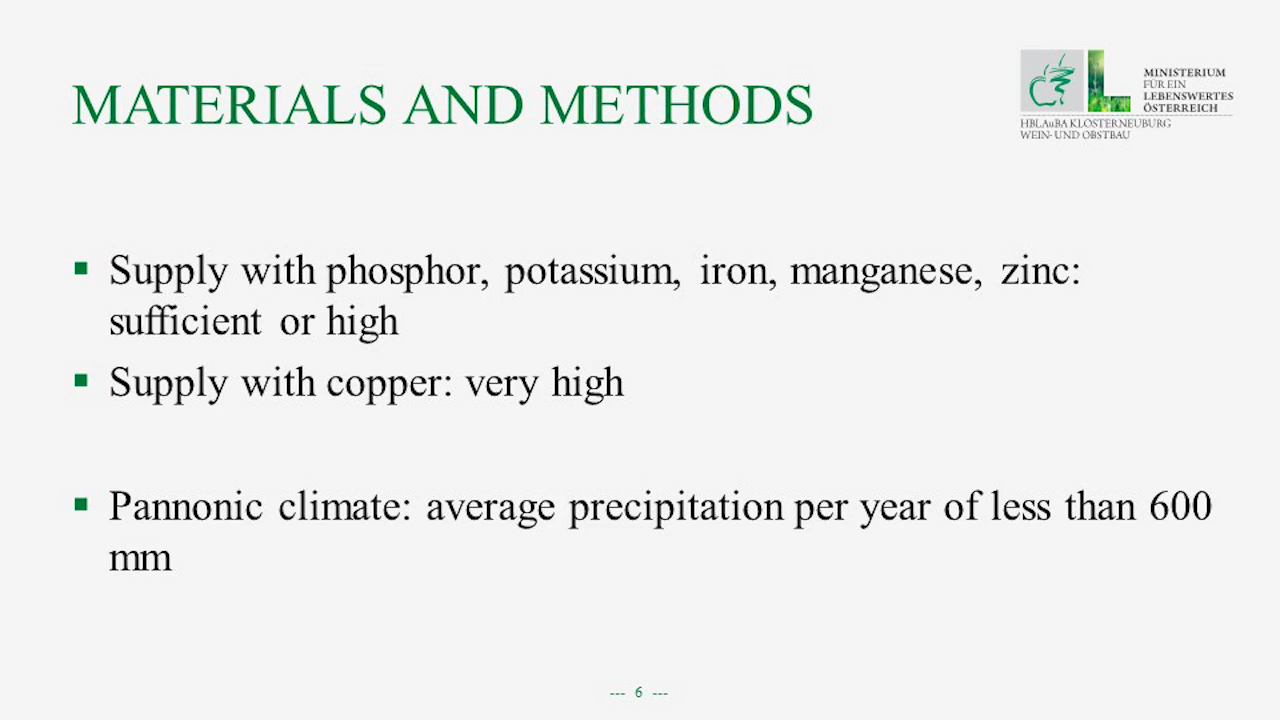 MATERIALS AND METHODS
MINISTERIUM
FÜR EIN
LEBENSWERTES
ÖSTERREICH
HBLAuBA KLOSTERNEUBURG
WEIN- UND OBSTBAU
▪ Supply with phosphor, potassium, iron, manganese, zinc:
sufficient or high
▪ Supply with copper: very high
▪ Pannonic climate: average precipitation per year of less than 600
mm
--- 6 ---